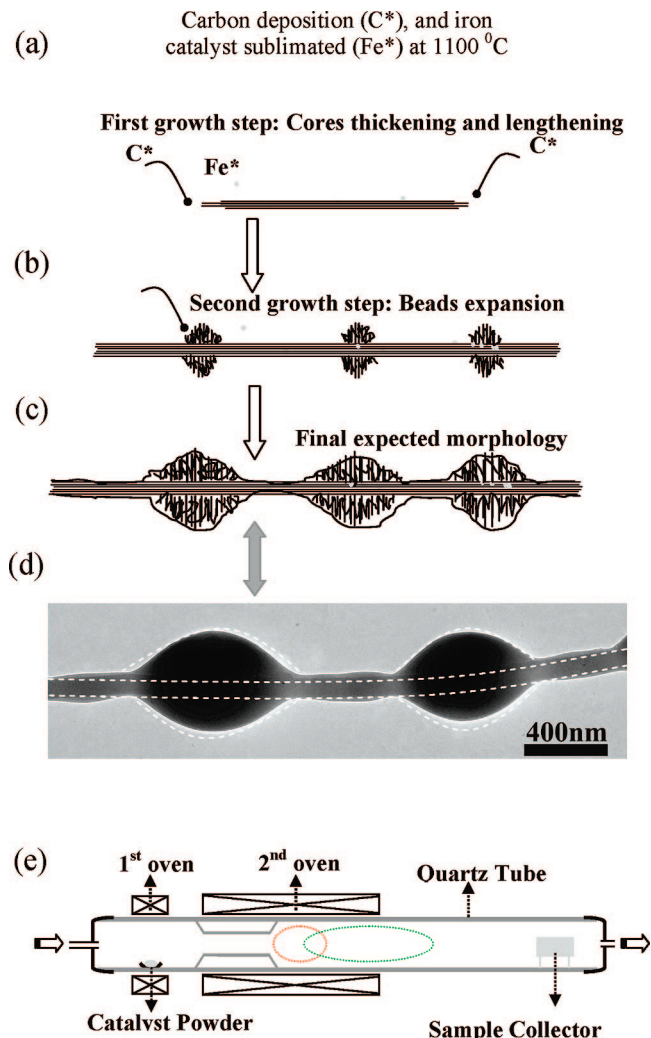 (a)
Carbon deposition (C*), and iron
catalyst sublimated (Fe*) at 1100 ⁰C
First growth step: Cores thickening and lengthening
C*
Fe*
C*
(b)
Second growth step: Beads expansion
(c)
Final expected morphology
(d)
400nm
(e)
1st oven
2nd oven
Quartz Tube
Catalyst Powder
Sample Collector